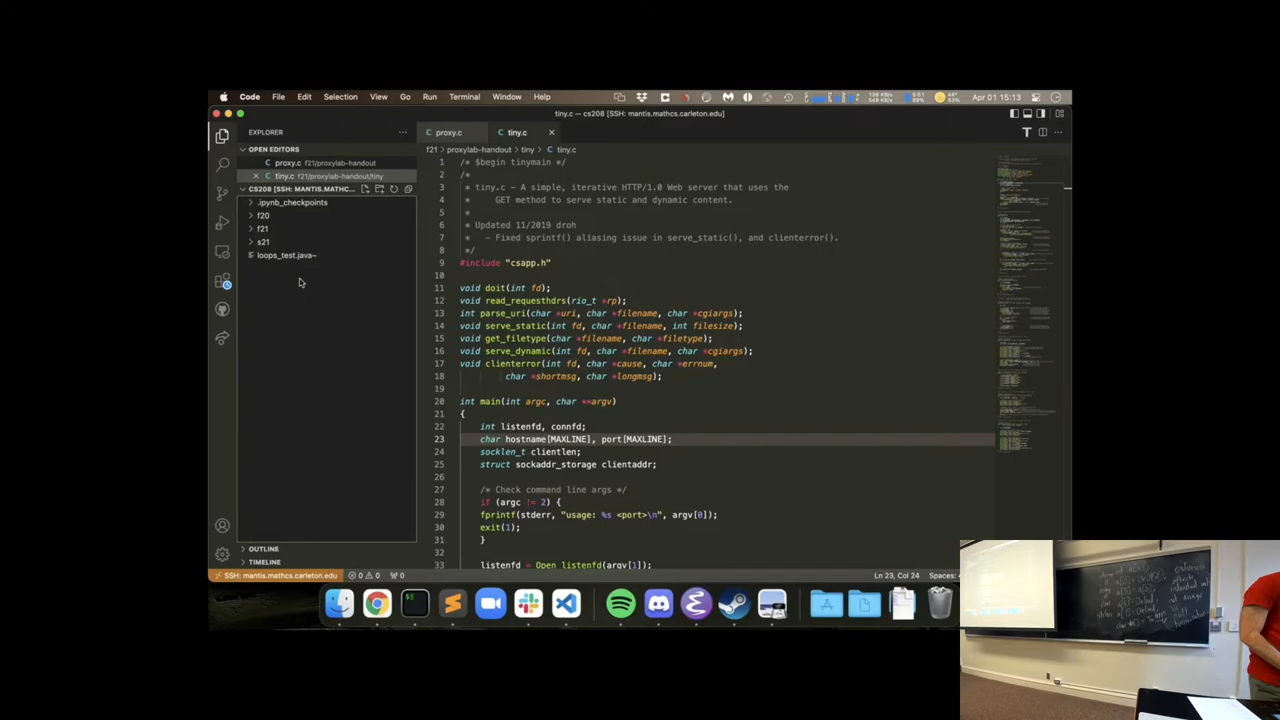 Code File Edit Selection View Go Run Terminal Window Help Apr 01 15:13
tiny.c — cs208 [SSH: mantis.mathcs.carleton.edu]
EXPLORER
OPEN EDITORS
proxy.c f21/proxylab-handout
tiny.c f21/proxylab-handout/tiny
CS208 [SSH: MANTIS.MATHC...
.ipynb_checkpoints
f20
f21
s21
loops_test.java~
OUTLINE
TIMELINE
proxy.c tiny.c
f21 > proxylab-handout > tiny > tiny.c
1 /* $begin tinymain */
2 /*
3 * tiny.c - A simple, iterative HTTP/1.0 Web server that uses the
4 * GET method to serve static and dynamic content.
5 *
6 * Updated 11/2019 droh
7 * - Fixed sprintf() aliasing issue in serve_static(), and clienterror().
8 */
9 #include "csapp.h"
10
11 void doit(int fd);
12 void read_requesthdrs(rio_t *rp);
13 int parse_uri(char *uri, char *filename, char *cgiargs);
14 void serve_static(int fd, char *filename, int filesize);
15 void get_filetype(char *filename, char *filetype);
16 void serve_dynamic(int fd, char *filename, char *cgiargs);
17 void clienterror(int fd, char *cause, char *errnum,
18 char *shortmsg, char *longmsg);
19
20 int main(int argc, char **argv)
21 {
22 int listenfd, connfd;
23 char hostname[MAXLINE], port[MAXLINE];
24 socklen_t clientlen;
25 struct sockaddr_storage clientaddr;
26
27 /* Check command line args */
28 if (argc != 2) {
29 fprintf(stderr, "usage: %s <port>\n", argv[0]);
30 exit(1);
31 }
32
33 listenfd = Open_listenfd(argv[1]);
SSH: mantis.mathcs.carleton.edu 0 0 0 Ln 23, Col 24 Spaces: